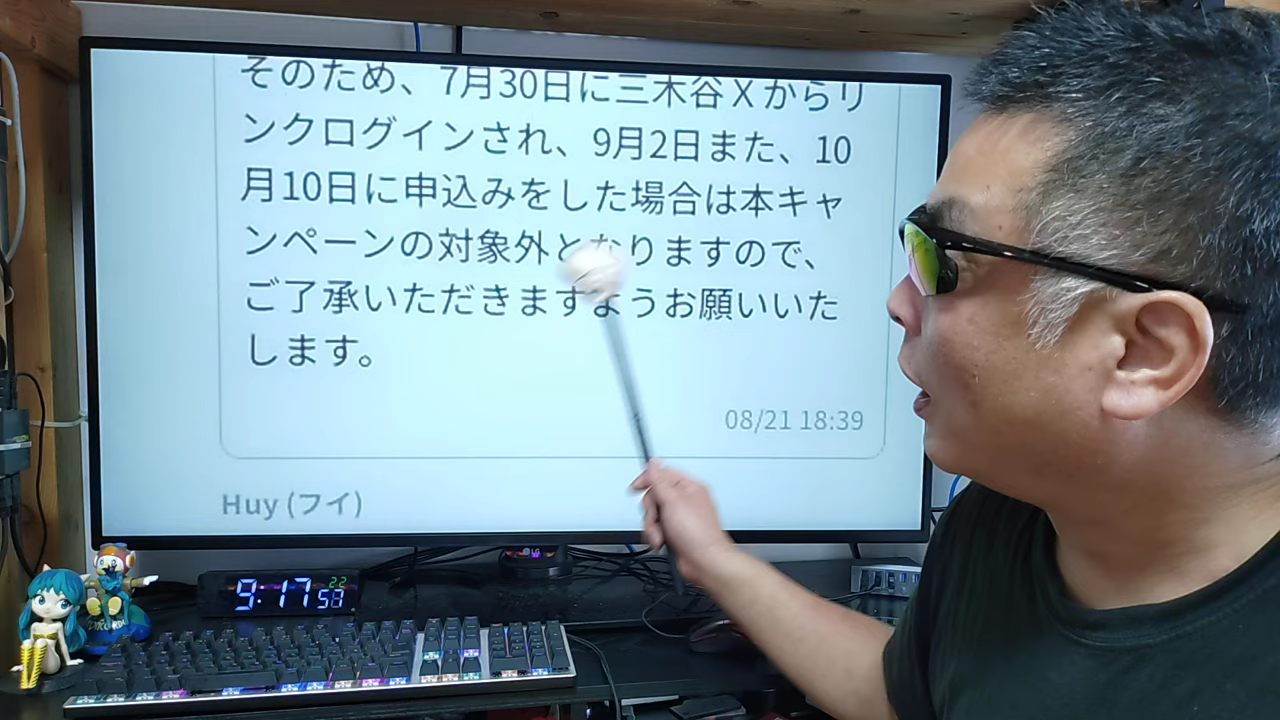 そのため、7月30日に三木谷Xからリ
ンクログインされ、9月2日また、10
月10日に申込みをした場合は本キャ
ンペーンの対象外となりますので、
ご了承いただきますようお願いいた
します。
08/21 18:39
Huy (フイ)
LG
9:17 53
22